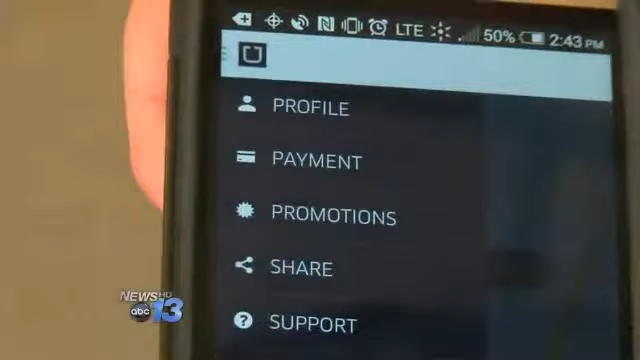 LTE 50% 2:43 PM
PROFILE
PAYMENT
PROMOTIONS
SHARE
SUPPORT
NEWS HD
abc 13